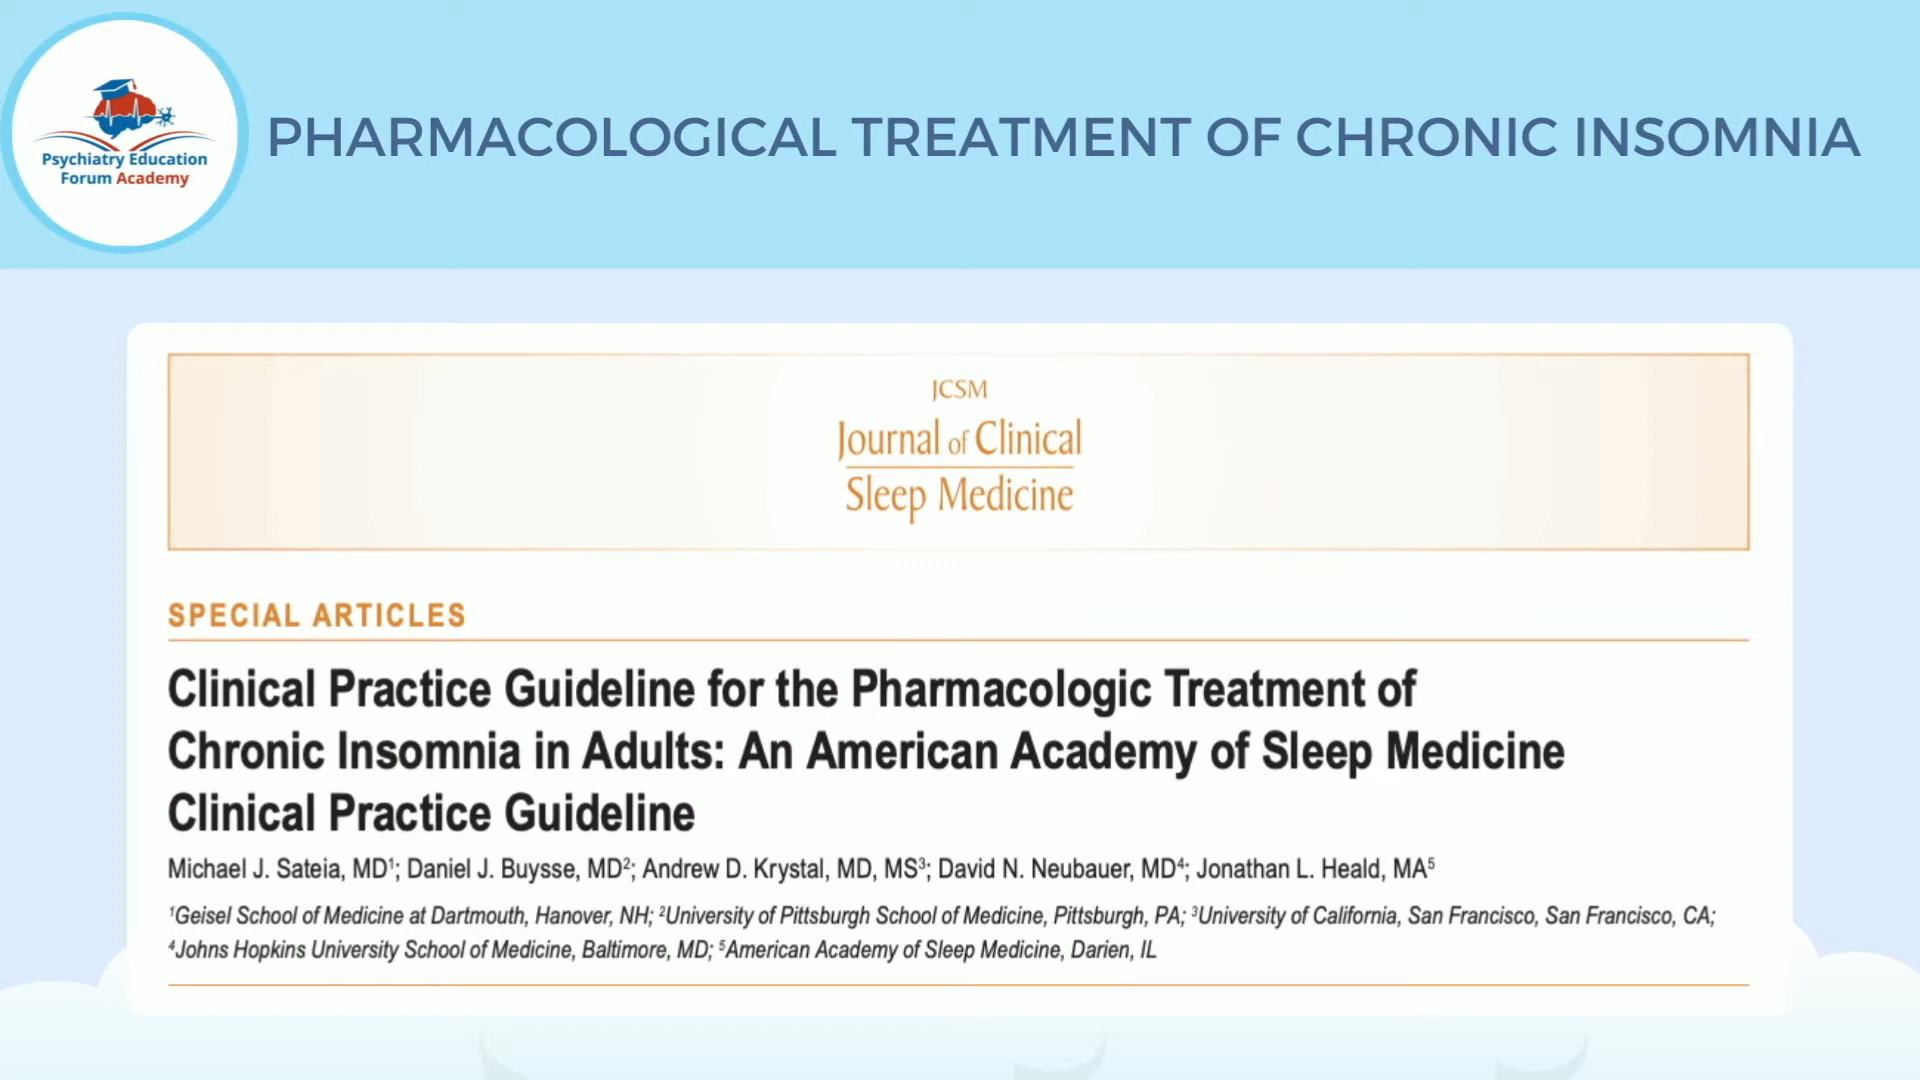 Psychiatry Education
Forum Academy
PHARMACOLOGICAL TREATMENT OF CHRONIC INSOMNIA
JCSM
Journal of Clinical
Sleep Medicine
SPECIAL ARTICLES
Clinical Practice Guideline for the Pharmacologic Treatment of
Chronic Insomnia in Adults: An American Academy of Sleep Medicine
Clinical Practice Guideline
Michael J. Sateia, MD¹; Daniel J. Buysse, MD²; Andrew D. Krystal, MD, MS³; David N. Neubauer, MD⁴; Jonathan L. Heald, MA⁵
¹Geisel School of Medicine at Dartmouth, Hanover, NH; ²University of Pittsburgh School of Medicine, Pittsburgh, PA; ³University of California, San Francisco, San Francisco, CA;
⁴Johns Hopkins University School of Medicine, Baltimore, MD; ⁵American Academy of Sleep Medicine, Darien, IL